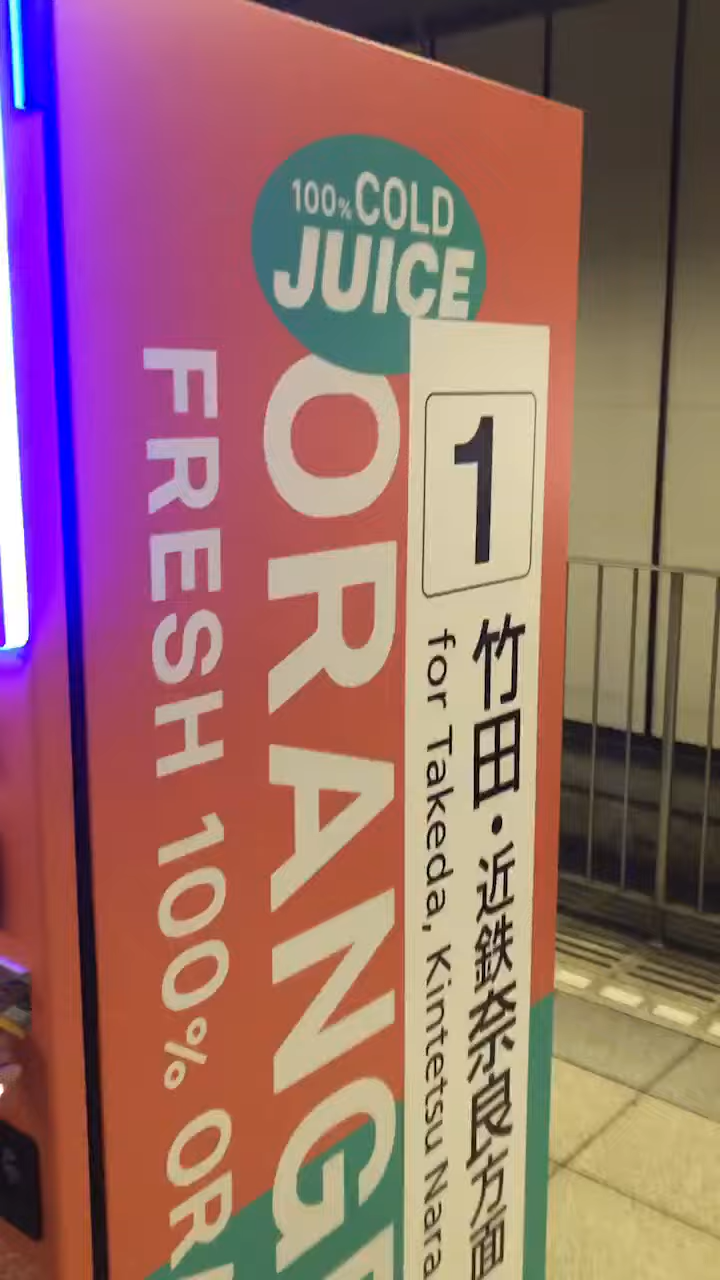 100% COLD
JUICE
ORANGE
FRESH 100% OR
1
竹田・近鉄奈良方面
for Takeda, Kintetsu Nara